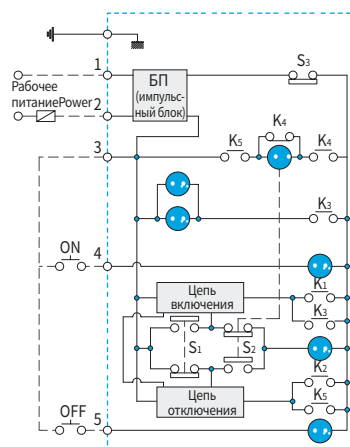 1
БП
(импульс-
ный блок)
S3
Рабочее
питаниеPower
2
3
K5
K4
K4
K3
ON
4
Цепь
включения
K1
K3
S1
S2
K2
K5
Цепь
отключения
OFF
5